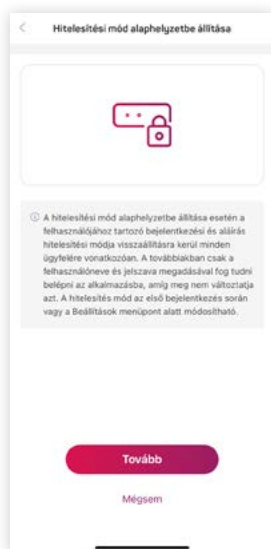 Hitelesítési mód alaphelyzetbe állítása
A hitelesítési mód alaphelyzetbe állítása esetén a
felhasználójához tartozó bejelentkezési és aláírás
hitelesítési módja visszaállításra kerül minden
ügyfelére vonatkozóan. A továbbiakban csak a
felhasználóneve és jelszava megadásával fog tudni
belépni az alkalmazásba, amíg meg nem változtatja
azt. A hitelesítés mód az első bejelentkezés során
vagy a Beállítások menüpont alatt módosítható.
Tovább
Mégsem